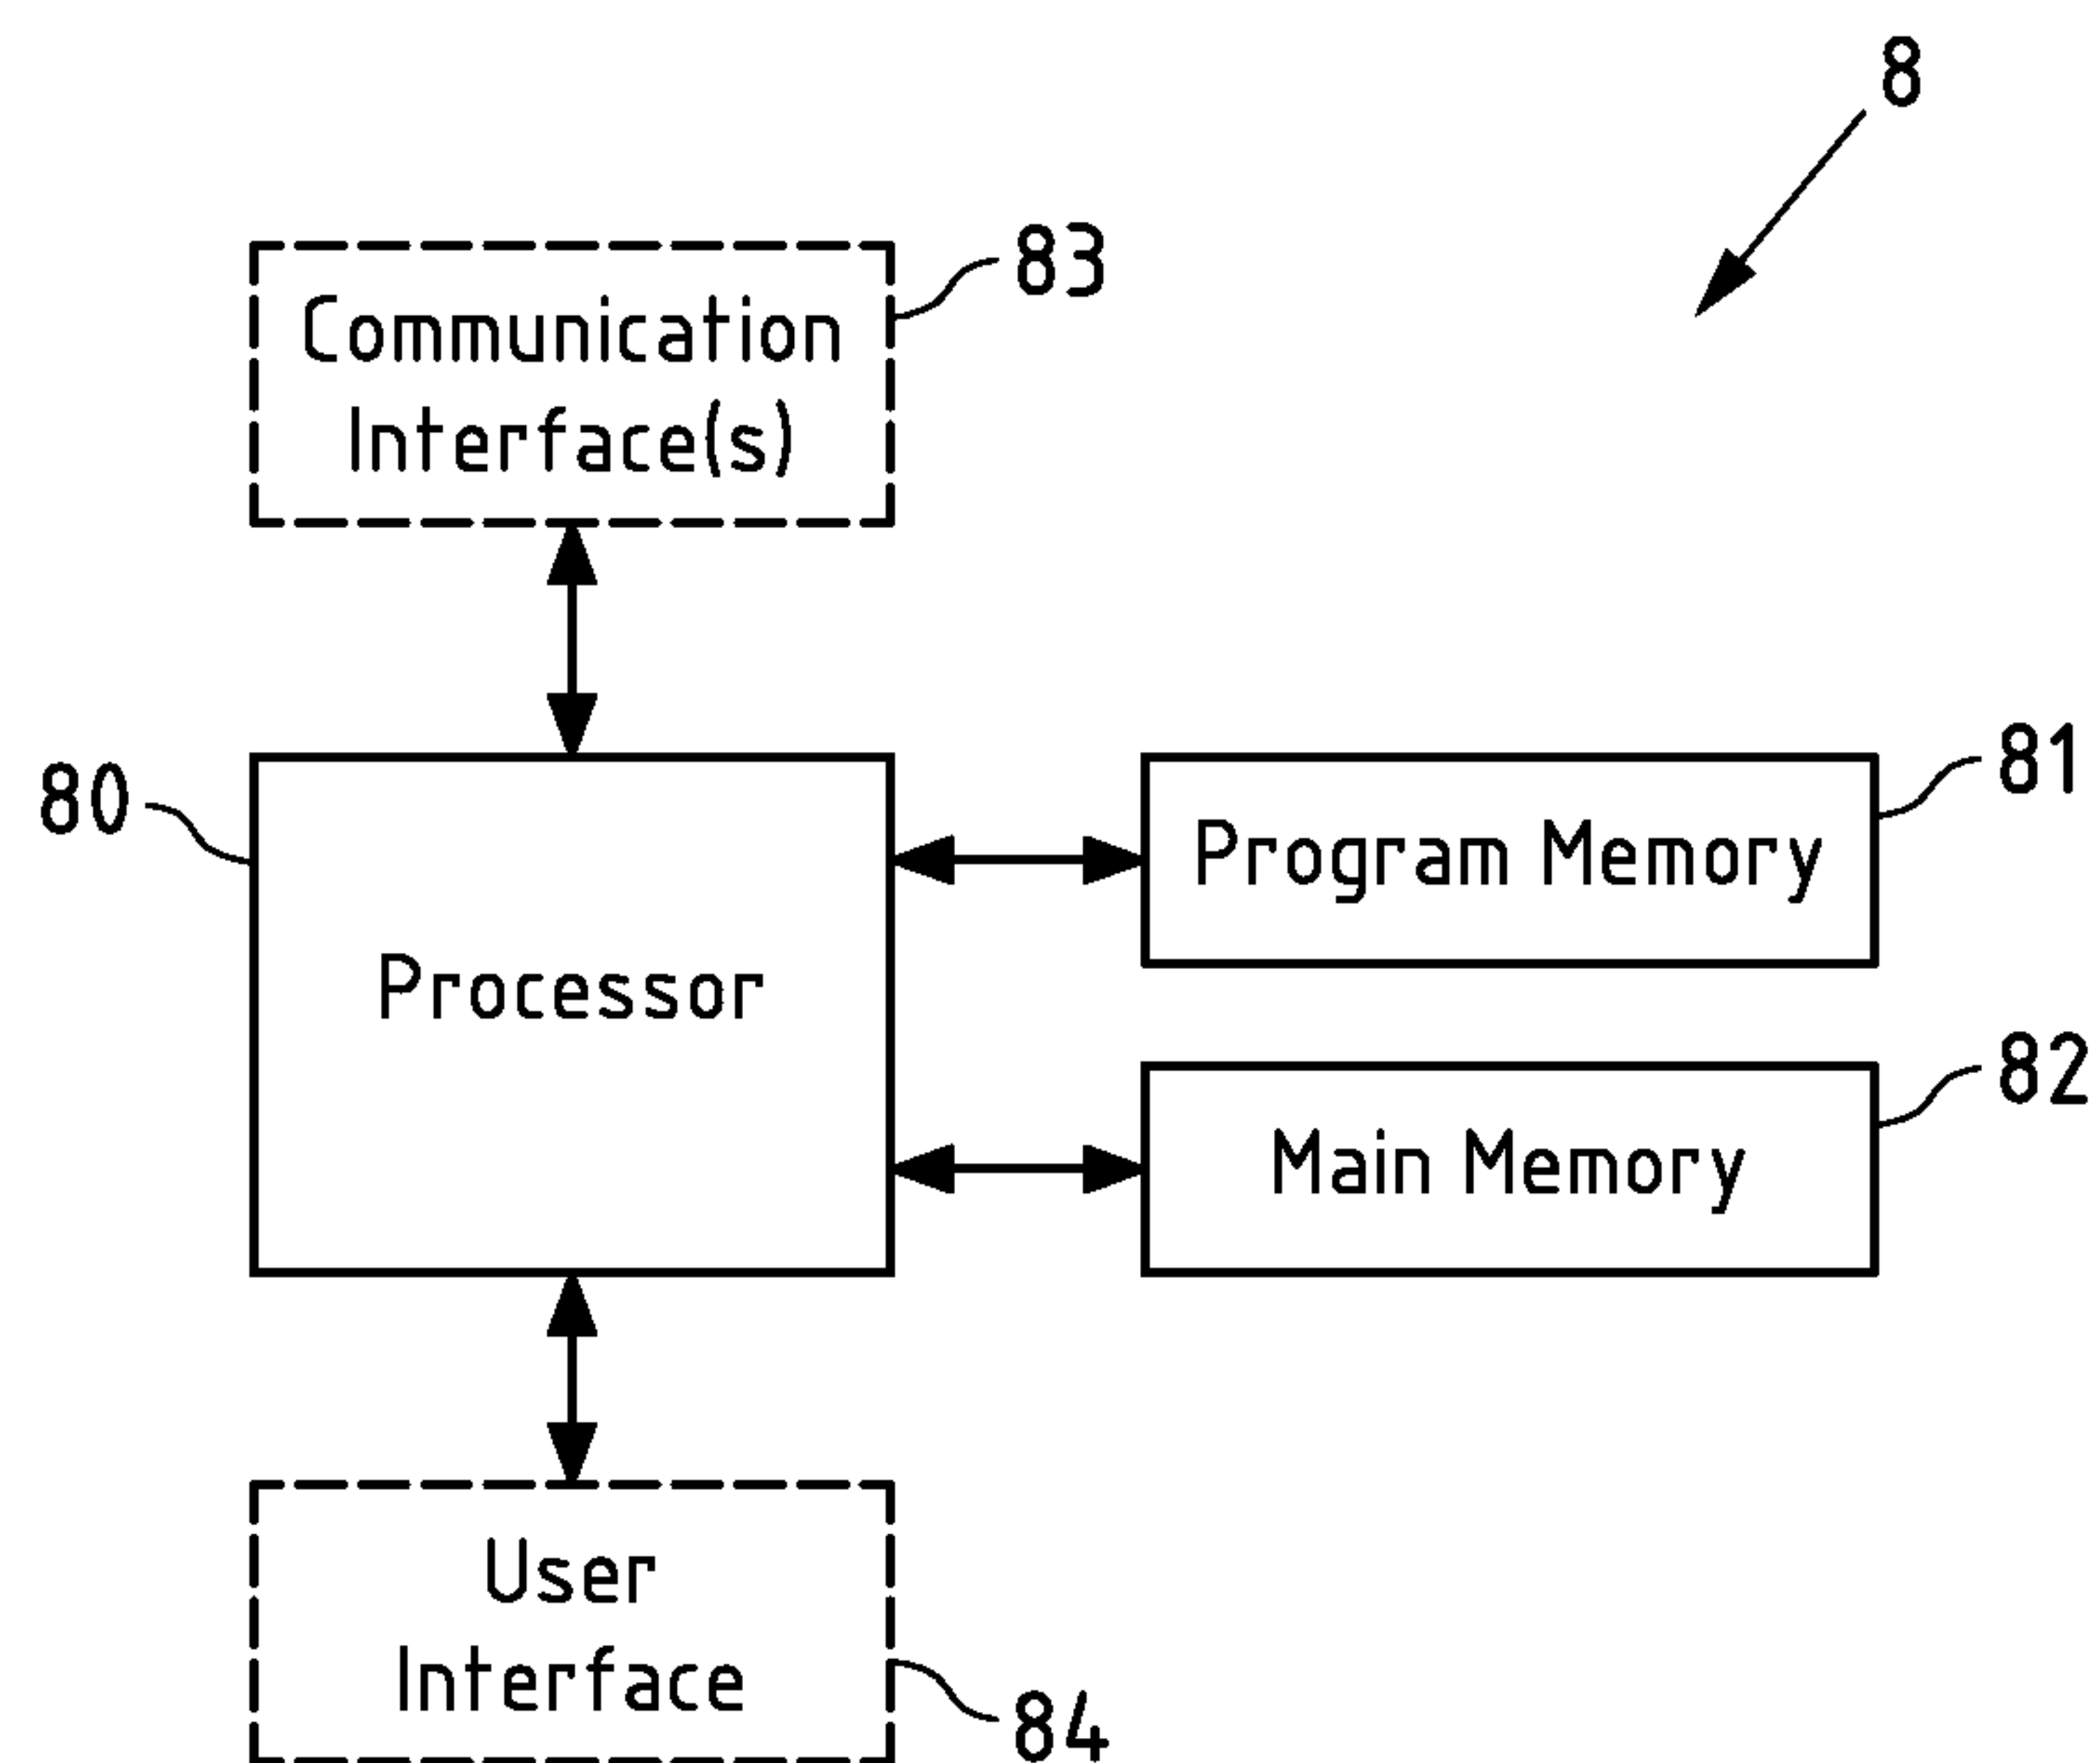 8
83
Communication
Interface(s)
80
81
Program Memory
Processor
82
Main Memory
User
Interface
84